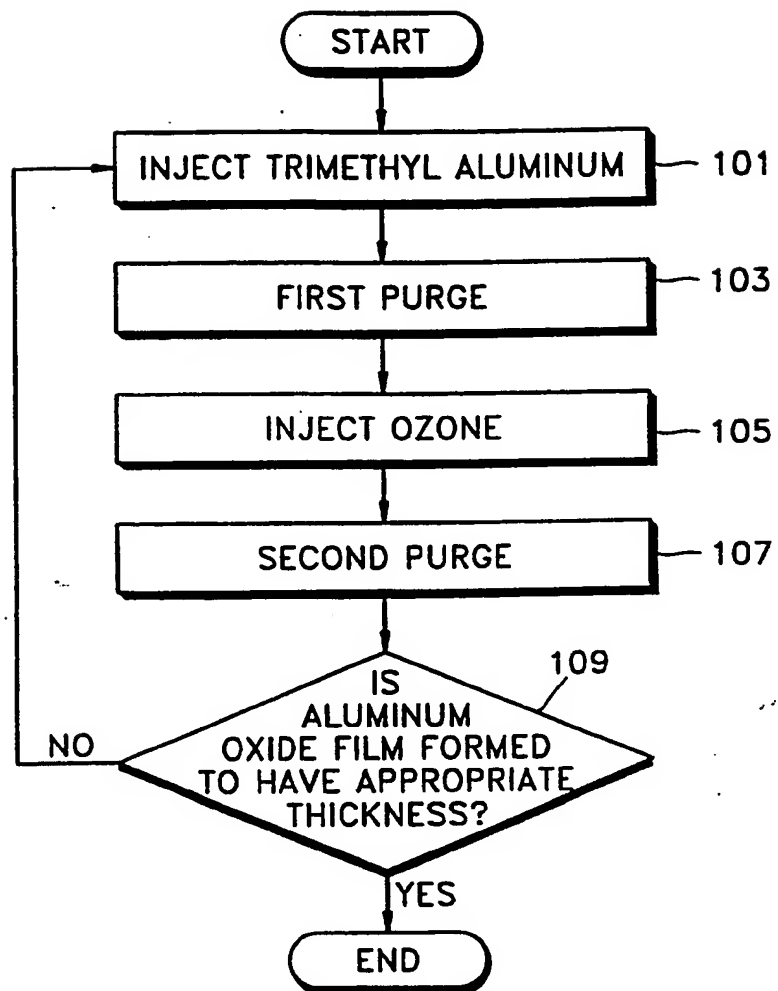 START
INJECT TRIMETHYL ALUMINUM
101
FIRST PURGE
103
INJECT OZONE
105
SECOND PURGE
107
109
IS
ALUMINUM
OXIDE FILM FORMED
TO HAVE APPROPRIATE
THICKNESS?
NO
YES
END